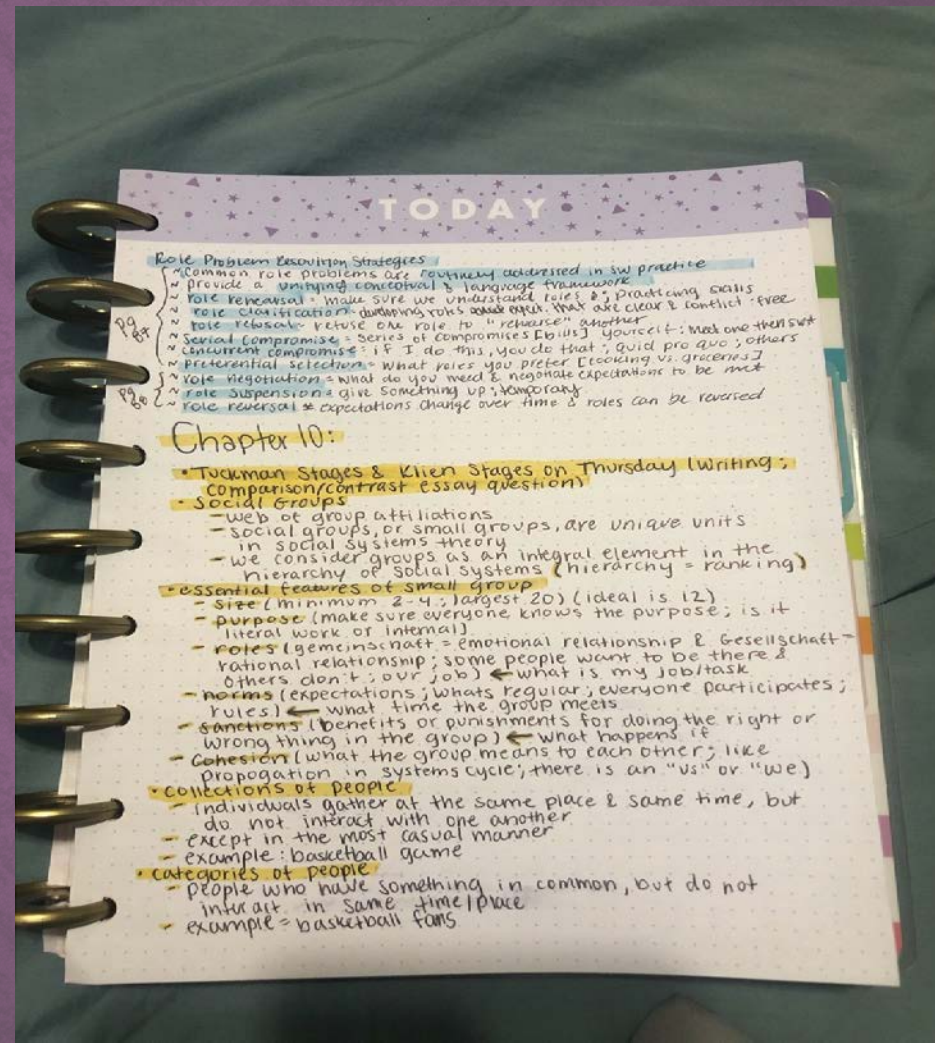 TODAY
Role Problem Resolution Strategies
~ Common role problems are routinely addressed in SW practice
~ provide a unifying conceptual & language framework
~ role rehearsal = make sure we understand roles & ; practicing skills
~ role clarification = developing roles that are clear & conflict-free
~ role refusal = refuse one role to "rehearse" another
~ Serial Compromise = series of compromises [bills] yourself : meet one then
~ concurrent compromise : if I do this, you do that ; quid pro quo ; others
~ preferential selection = what roles you prefer [cooking vs. groceries]
~ role negotiation = what do you need & negotiate expectations to be met
~ role suspension = give something up ; temporary
~ role reversal * expectations change over time & roles can be reversed
pg
pg
Chapter 10:
• Tuckman Stages & Klien Stages on Thursday (writing ;
comparison/contrast essay question)
• Social Groups
- web of group affiliations
- social groups, or small groups, are unique units
in social systems theory
- we consider groups as an integral element in the
hierarchy of social systems (hierarchy = ranking)
• essential features of small group
- size (minimum 2-4 ; largest 20) (ideal is 12)
- purpose (make sure everyone knows the purpose ; is it
literal work or internal)
- roles (gemeinschaft = emotional relationship & Gesellschaft -
rational relationship ; some people want to be there &
others don't ; our job) ← what is my job/task
- norms (expectations ; whats regular ; everyone participates ;
rules) ← what time the group meets
- sanctions (benefits or punishments for doing the right or
wrong thing in the group) ← what happens if
- Cohesion (what the group means to each other ; like
propogation in systems cycle ; there is an "us" or "we)
• collections of people
- individuals gather at the same place & same time, but
do not interact with one another
- except in the most casual manner
- example : basketball game
• categories of people
- people who have something in common, but do not
interact in same time/place
- example = basketball fans